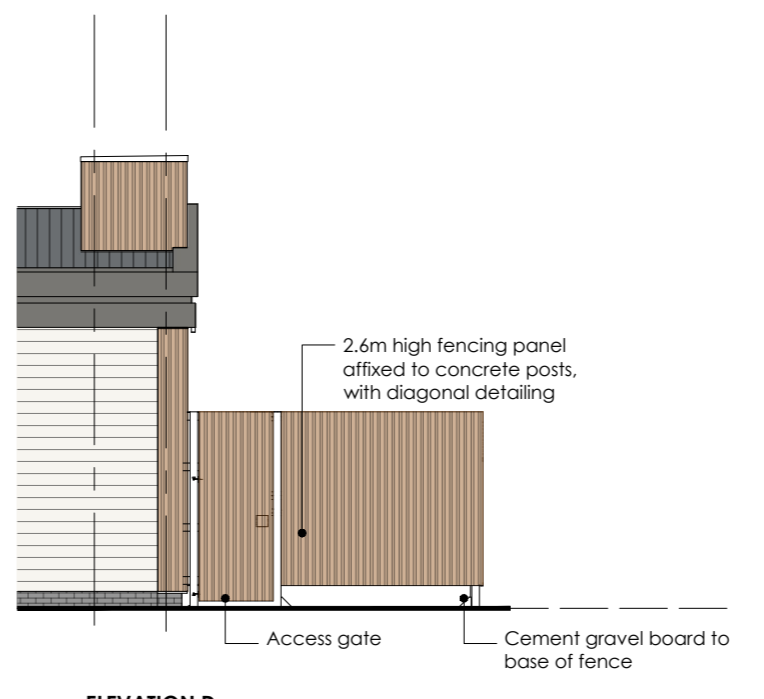 2.6m high fencing panel
affixed to concrete posts,
with diagonal detailing
Access gate
Cement gravel board to
base of fence
ELEVATION D